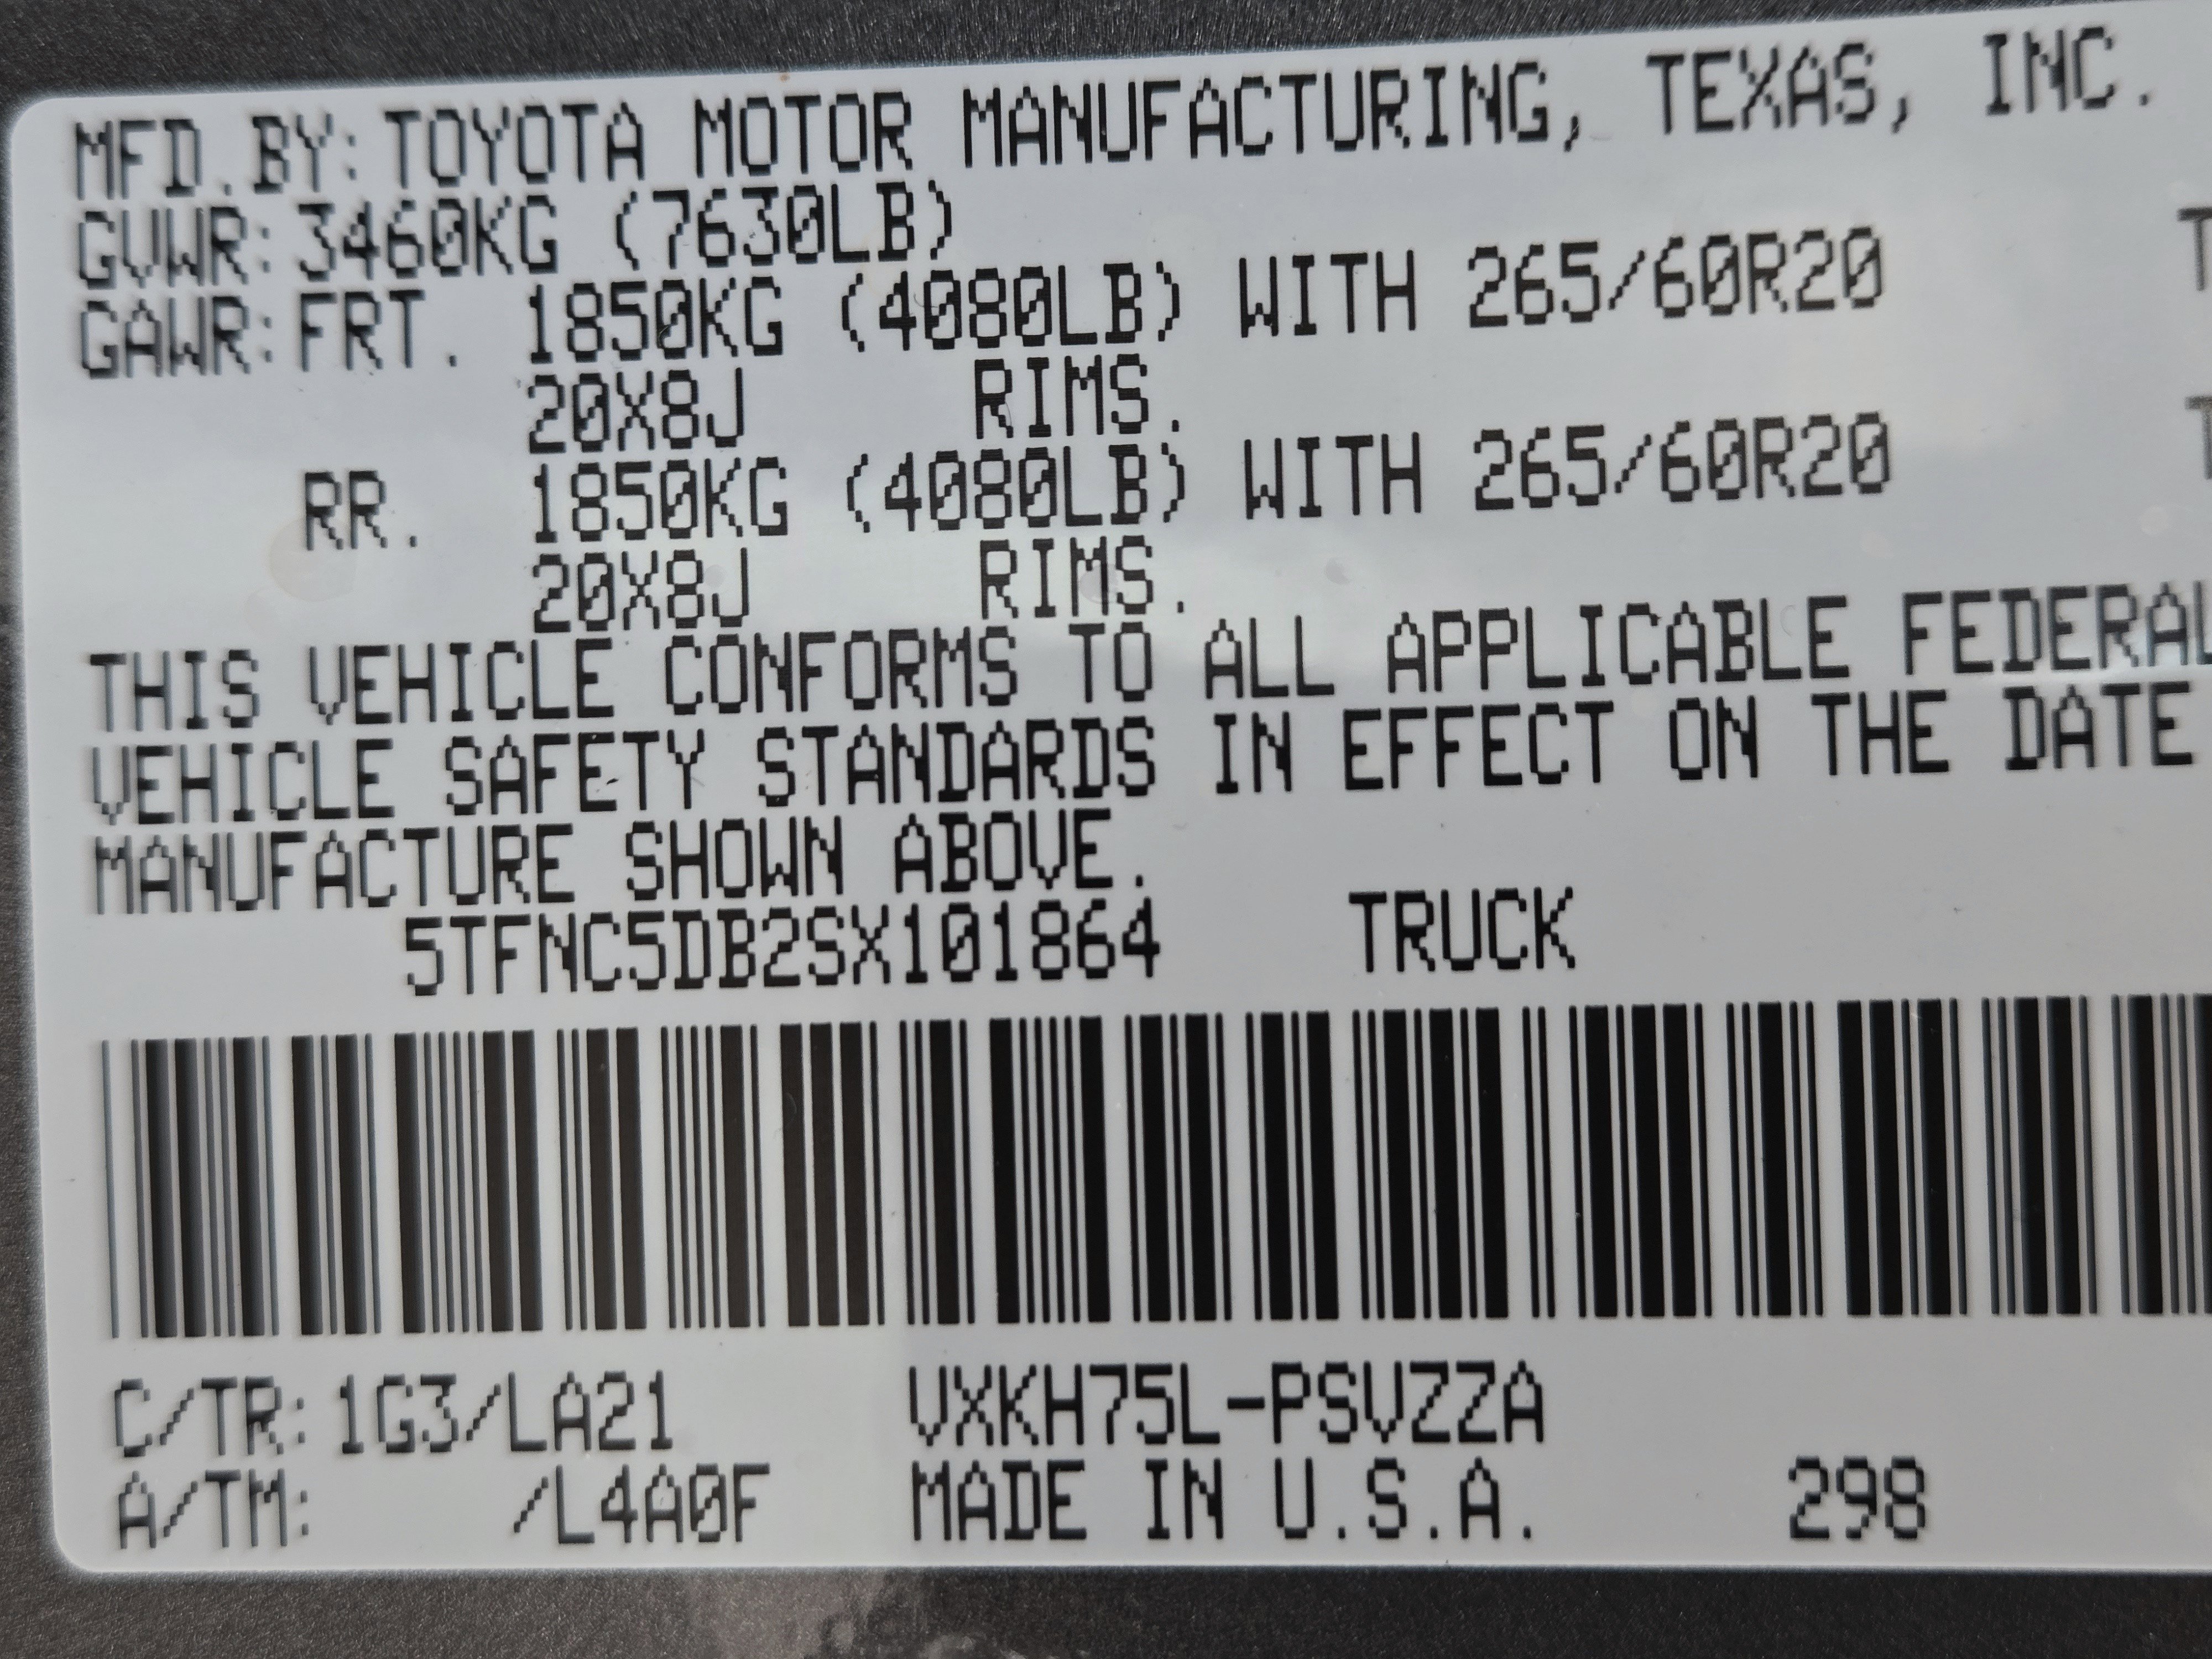 MFD.BY:TOYOTA MOTOR MANUFACTURING, TEXAS, INC.
GVWR:3460KG (7630LB)
GAWR:FRT. 1850KG (4080LB) WITH 265/60R20
20X8J RIMS.
RR. 1850KG (4080LB) WITH 265/60R20
20X8J RIMS.
THIS VEHICLE CONFORMS TO ALL APPLICABLE FEDERAL
VEHICLE SAFETY STANDARDS IN EFFECT ON THE DATE
MANUFACTURE SHOWN ABOVE.
5TFNC5DB2SX101864 TRUCK
C/TR:1G3/LA21 VXKH75L-PSVZZA
A/TM: /L4A0F MADE IN U.S.A. 298